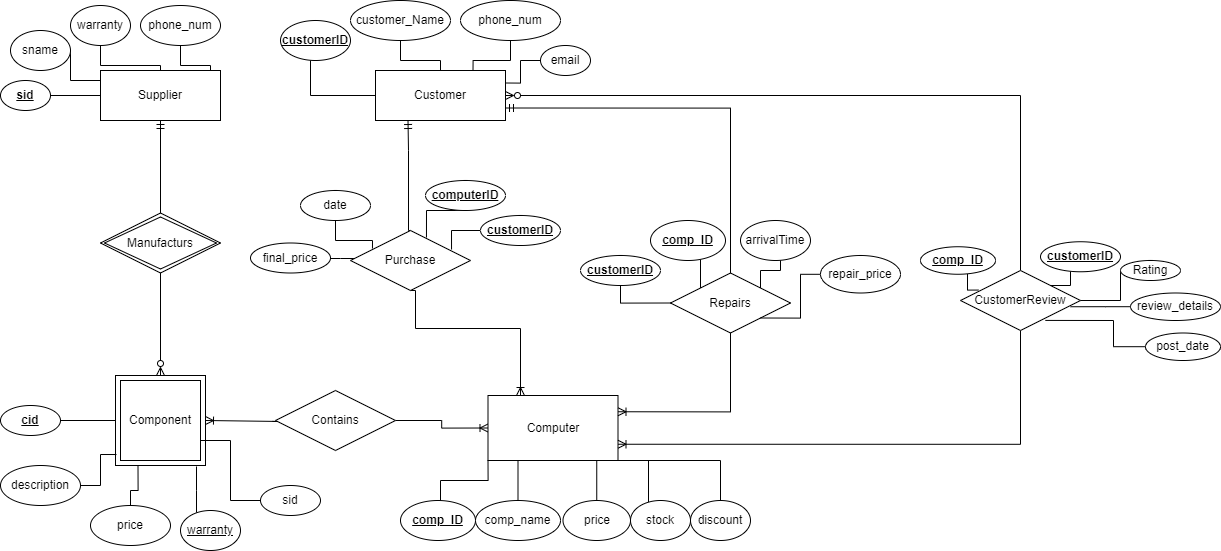 warranty
phone_num
sname
sid
Supplier
customer_Name
phone_num
customerID
email
Customer
Manufacturs
date
computerID
customerID
final_price
Purchase
comp_ID
arrivalTime
customerID
repair_price
Repairs
comp_ID
customerID
Rating
CustomerReview
review_details
post_date
cid
Component
Contains
Computer
description
sid
price
warranty
comp_ID
comp_name
price
stock
discount